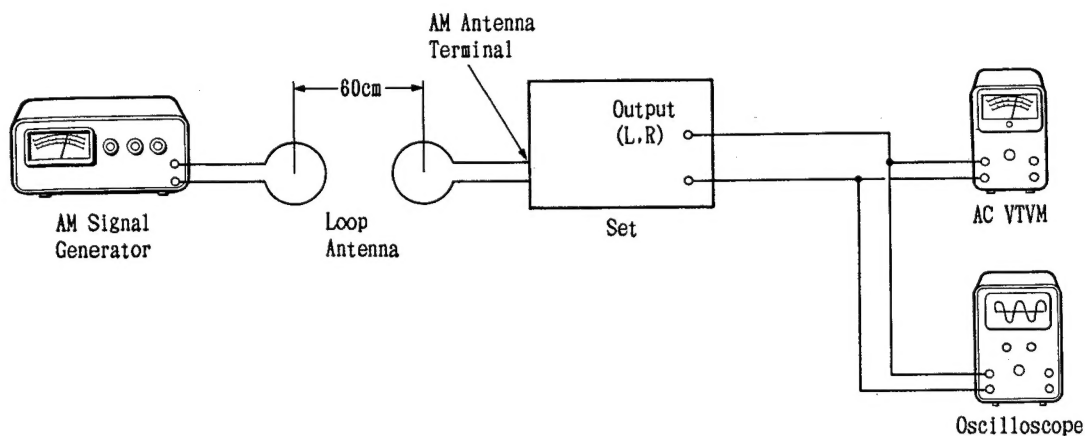 AM Antenna
Terminal
60cm
Output
(L,R)
AM Signal
Generator
Loop
Antenna
Set
AC VTVM
Oscilloscope